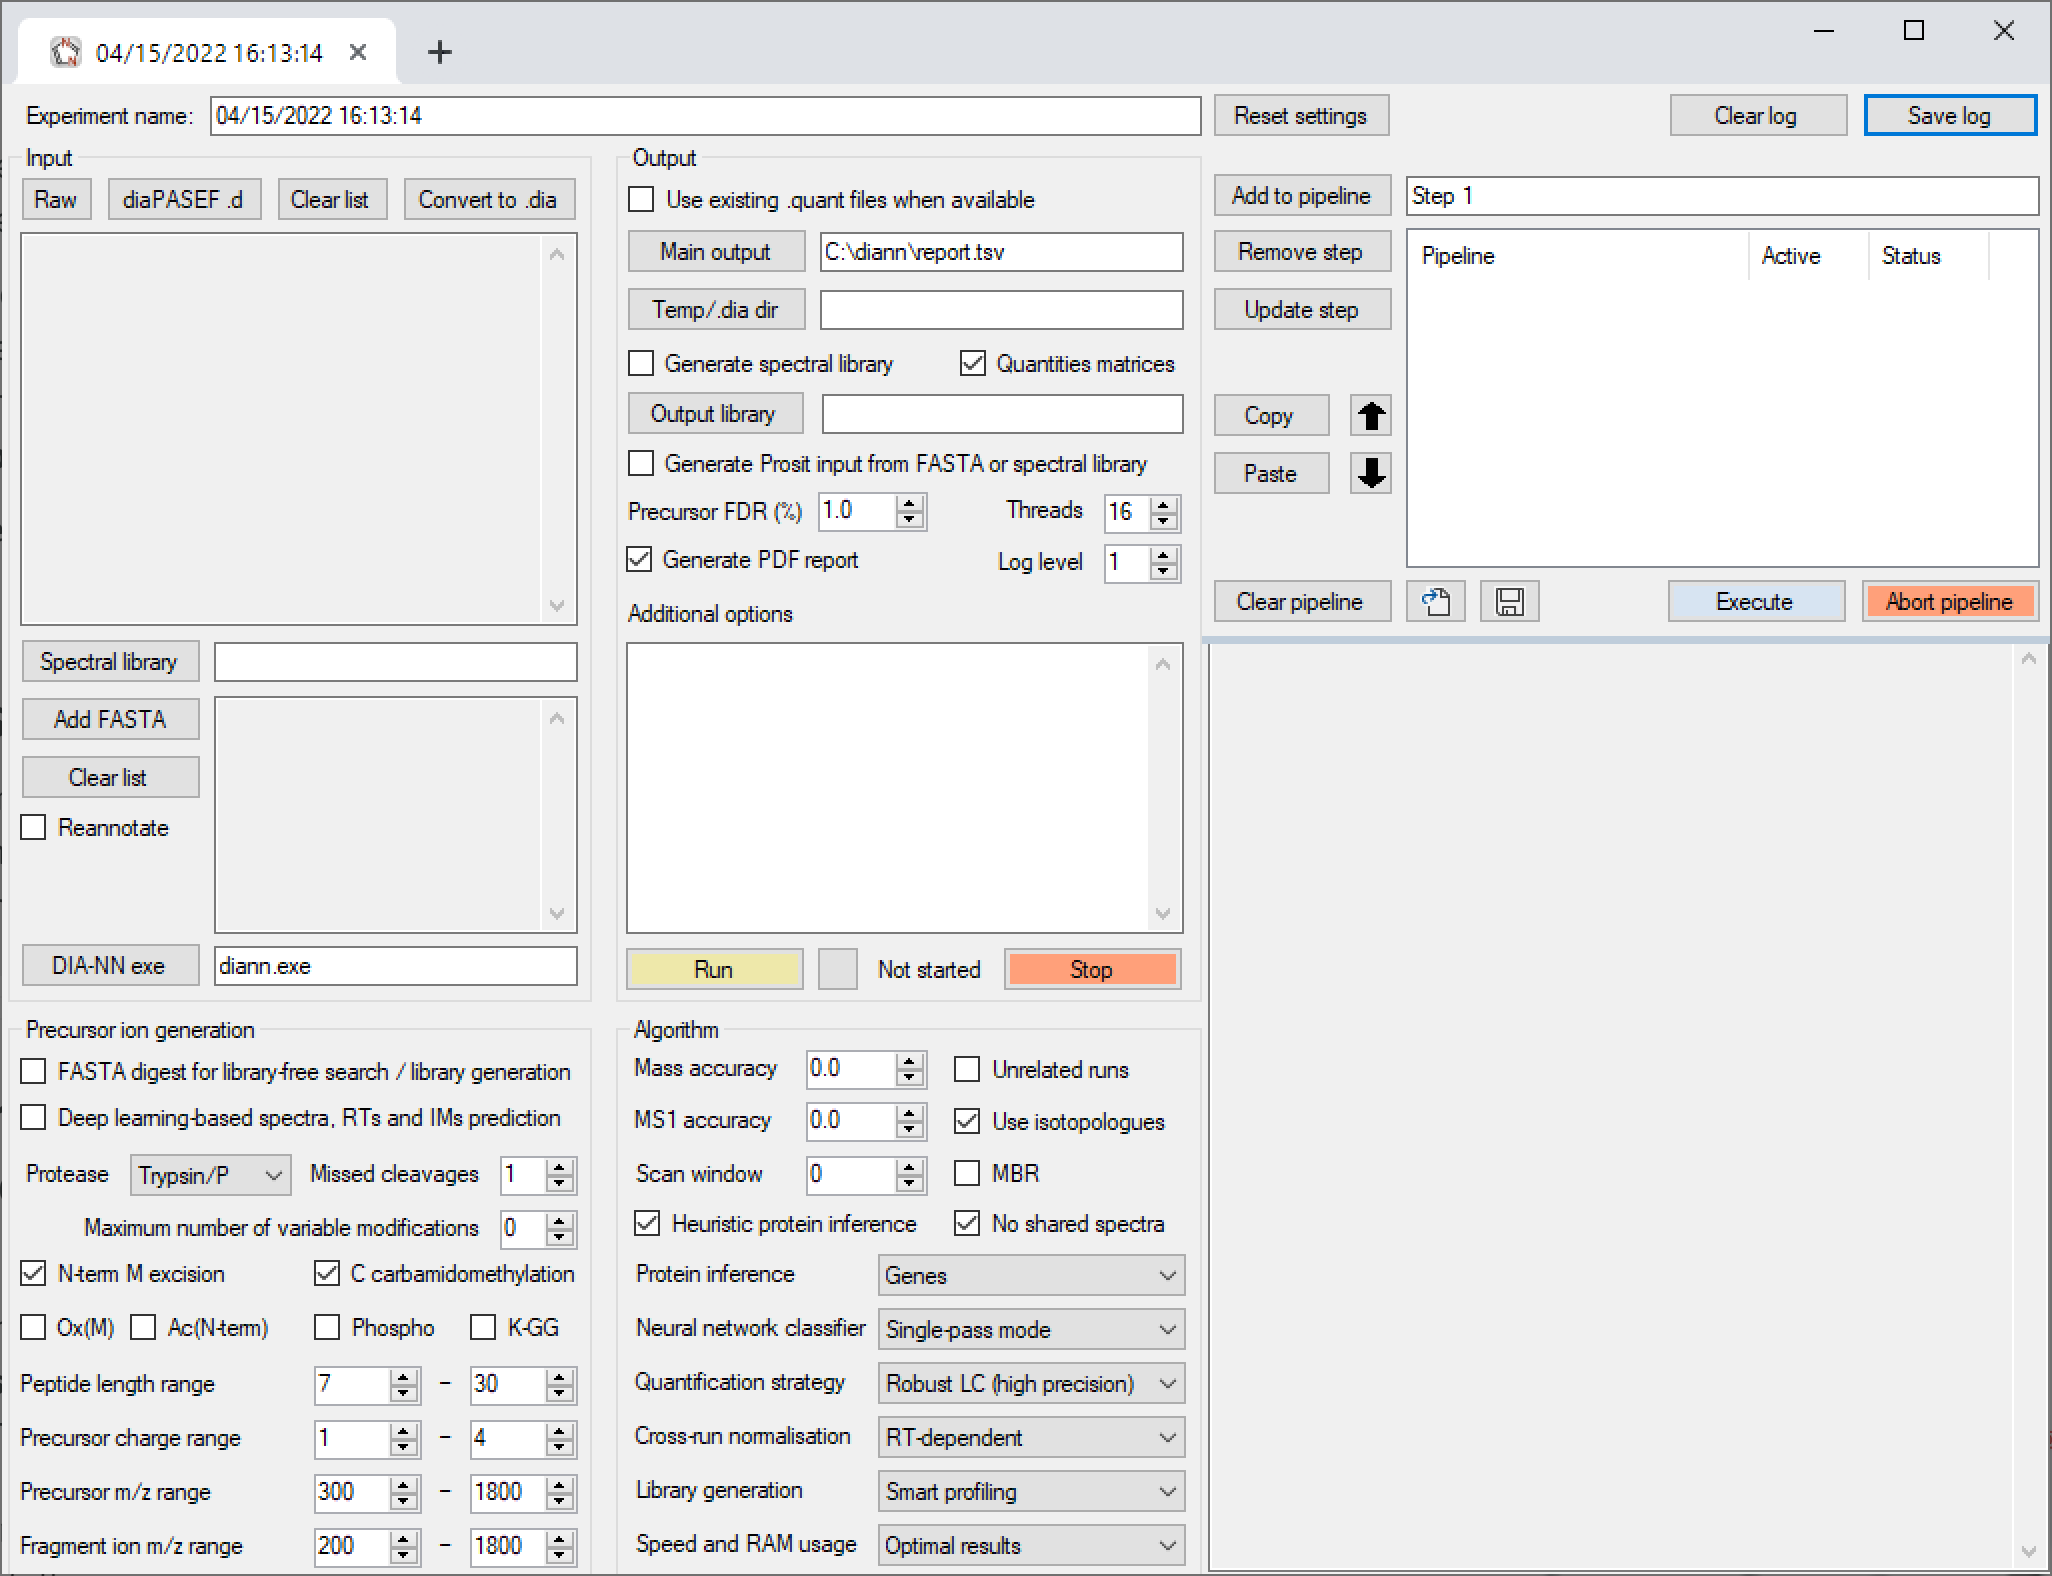 04/15/2022 16:13:14
Experiment name: 04/15/2022 16:13:14 Reset settings Clear log Save log
Input
Raw diaPASEF .d Clear list Convert to .dia
Spectral library
Add FASTA
Clear list
Reannotate
DIA-NN exe diann.exe
Output
Use existing .quant files when available
Main output C:\diann\report.tsv
Temp/.dia dir
Generate spectral library Quantities matrices
Output library
Generate Prosit input from FASTA or spectral library
Precursor FDR (%) 1.0 Threads 16
Generate PDF report Log level 1
Additional options
Run Not started Stop
Add to pipeline Step 1
Remove step Pipeline Active Status
Update step
Copy
Paste
Clear pipeline Execute Abort pipeline
Precursor ion generation
FASTA digest for library-free search / library generation
Deep learning-based spectra, RTs and IMs prediction
Protease Trypsin/P Missed cleavages 1
Maximum number of variable modifications 0
N-term M excision C carbamidomethylation
Ox(M) Ac(N-term) Phospho K-GG
Peptide length range 7 - 30
Precursor charge range 1 - 4
Precursor m/z range 300 - 1800
Fragment ion m/z range 200 - 1800
Algorithm
Mass accuracy 0.0 Unrelated runs
MS1 accuracy 0.0 Use isotopologues
Scan window 0 MBR
Heuristic protein inference No shared spectra
Protein inference Genes
Neural network classifier Single-pass mode
Quantification strategy Robust LC (high precision)
Cross-run normalisation RT-dependent
Library generation Smart profiling
Speed and RAM usage Optimal results